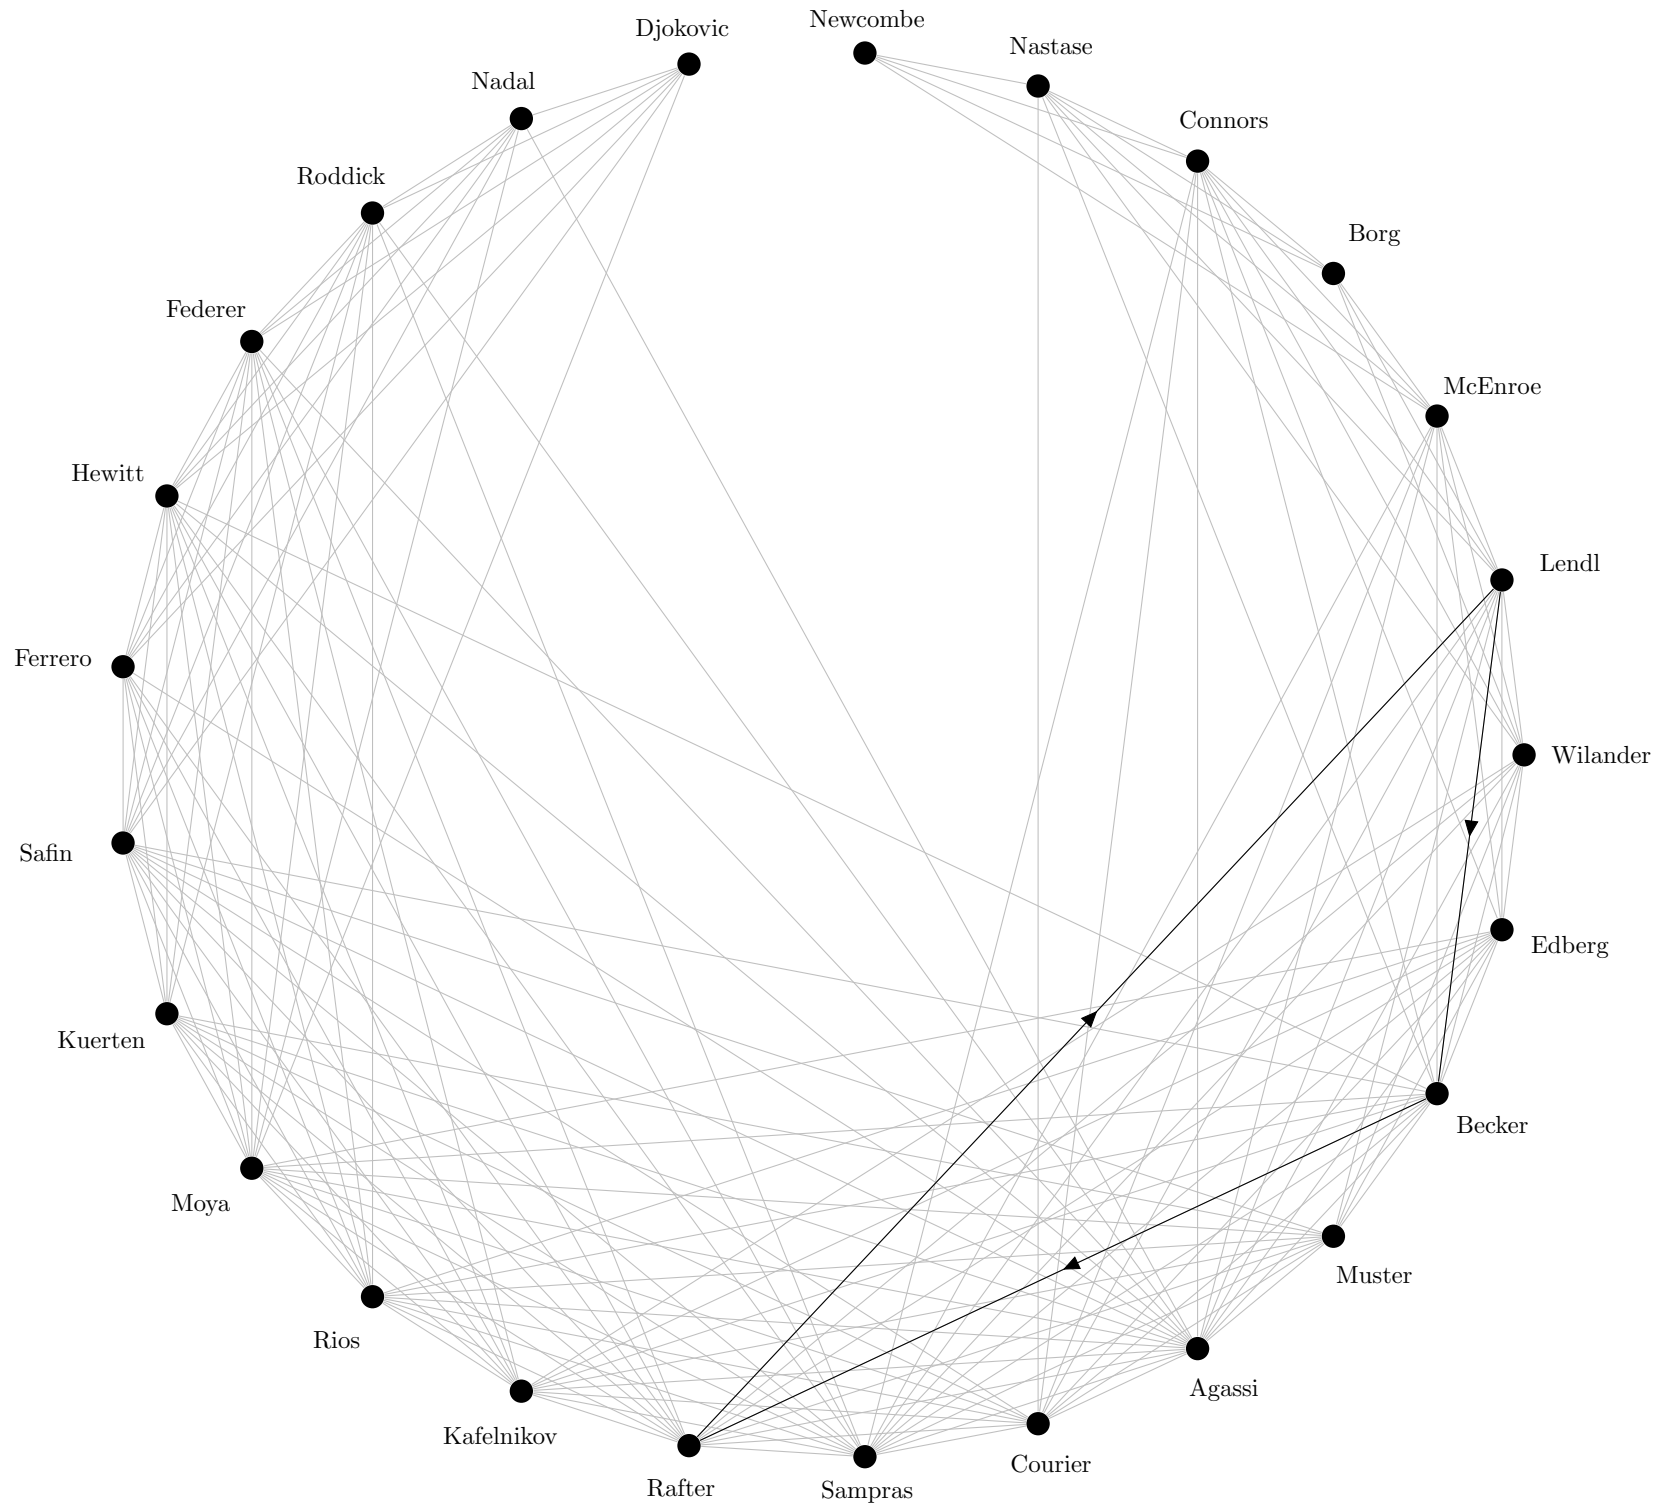 Newcombe
Djokovic
Nastase
Nadal
Connors
Roddick
Borg
Federer
McEnroe
Hewitt
Lendl
Ferrero
Wilander
Safin
Edberg
Kuerten
Becker
Moya
Muster
Rios
Agassi
Kafelnikov
Courier
Rafter
Sampras